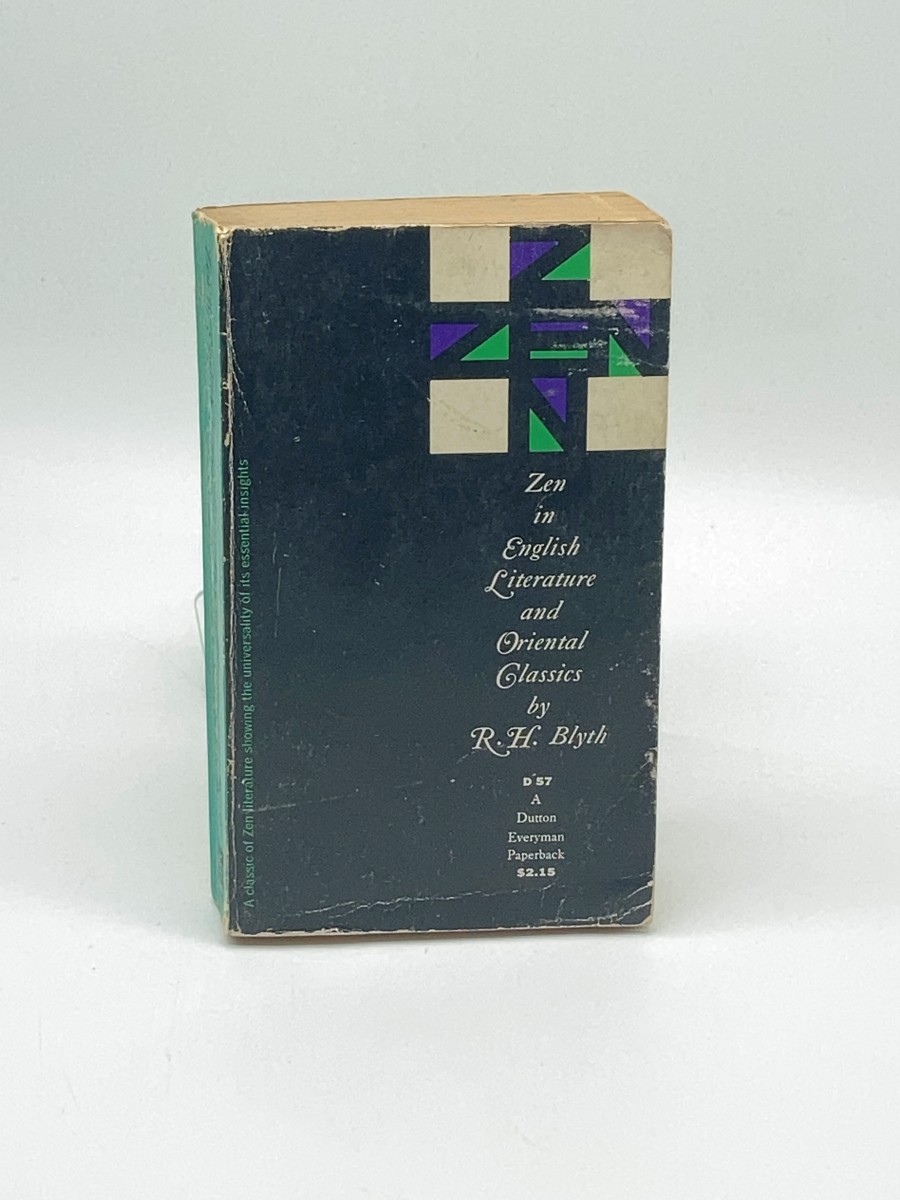 Z
ZEN
N
Zen
in
English
Literature
and
Oriental
Classics
by
R.H. Blyth
D 57
A
Dutton
Everyman
Paperback
$2.15
A classic of Zen literature showing the universality of its essential insights